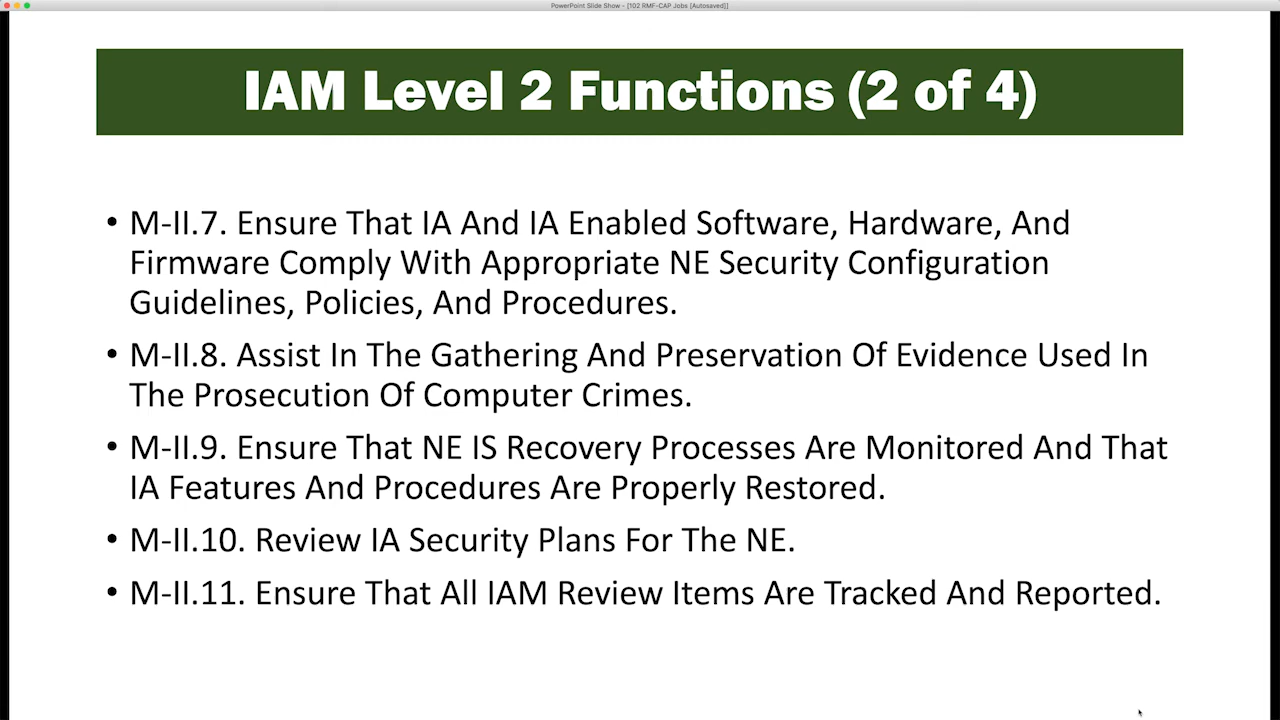 PowerPoint Slide Show - [102 RMF-CAP Jobs [Autosaved]]
IAM Level 2 Functions (2 of 4)
• M-II.7. Ensure That IA And IA Enabled Software, Hardware, And
Firmware Comply With Appropriate NE Security Configuration
Guidelines, Policies, And Procedures.
• M-II.8. Assist In The Gathering And Preservation Of Evidence Used In
The Prosecution Of Computer Crimes.
• M-II.9. Ensure That NE IS Recovery Processes Are Monitored And That
IA Features And Procedures Are Properly Restored.
• M-II.10. Review IA Security Plans For The NE.
• M-II.11. Ensure That All IAM Review Items Are Tracked And Reported.